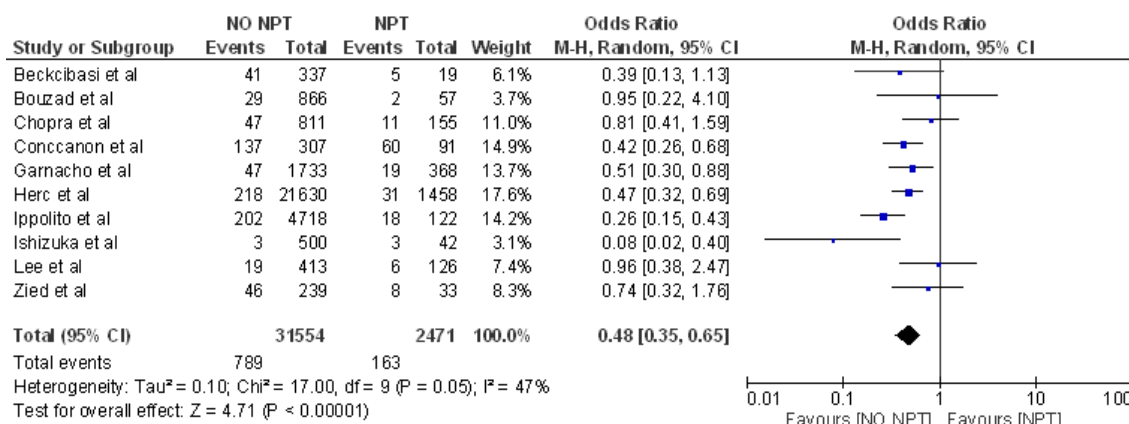 NO NPT NPT Odds Ratio Odds Ratio
Study or Subgroup Events Total Events Total Weight M-H, Random, 95% CI M-H, Random, 95% CI
Beckcibasi et al 41 337 5 19 6.1% 0.39 [0.13, 1.13]
Bouzad et al 29 866 2 57 3.7% 0.95 [0.22, 4.10]
Chopra et al 47 811 11 155 11.0% 0.81 [0.41, 1.59]
Conccanon et al 137 307 60 91 14.9% 0.42 [0.26, 0.68]
Garnacho et al 47 1733 19 368 13.7% 0.51 [0.30, 0.88]
Herc et al 218 21630 31 1458 17.6% 0.47 [0.32, 0.69]
Ippolito et al 202 4718 18 122 14.2% 0.26 [0.15, 0.43]
Ishizuka et al 3 500 3 42 3.1% 0.08 [0.02, 0.40]
Lee et al 19 413 6 126 7.4% 0.96 [0.38, 2.47]
Zied et al 46 239 8 33 8.3% 0.74 [0.32, 1.76]
Total (95% CI) 31554 2471 100.0% 0.48 [0.35, 0.65]
Total events 789 163
Heterogeneity: Tau² = 0.10; Chi² = 17.00, df = 9 (P = 0.05); I² = 47%
Test for overall effect: Z = 4.71 (P < 0.00001)
0.01 0.1 1 10 100
Favours [NO NPT] Favours [NPT]